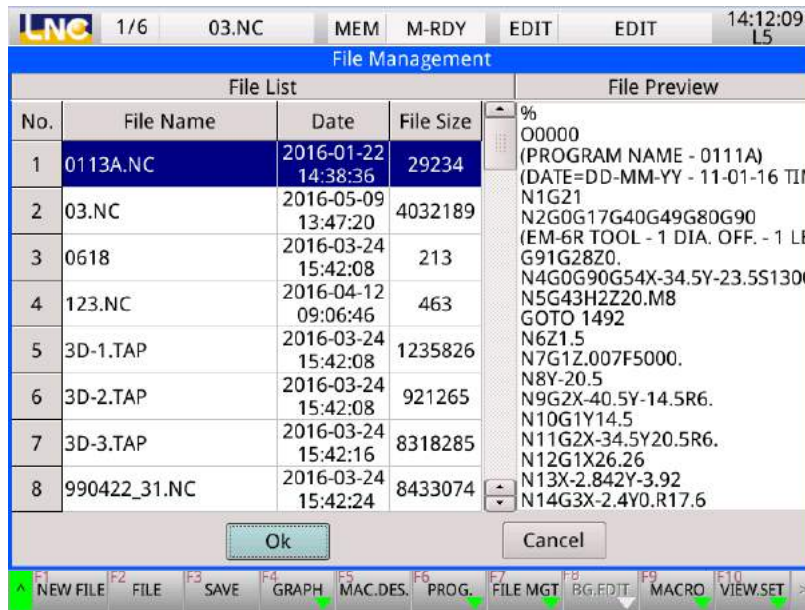 LNC 1/6 03.NC MEM M-RDY EDIT EDIT 14:12:09
L5
File Management
File List File Preview
No. File Name Date File Size
1 0113A.NC 2016-01-22 14:38:36 29234
2 03.NC 2016-05-09 13:47:20 4032189
3 0618 2016-03-24 15:42:08 213
4 123.NC 2016-04-12 09:06:46 463
5 3D-1.TAP 2016-03-24 15:42:08 1235826
6 3D-2.TAP 2016-03-24 15:42:08 921265
7 3D-3.TAP 2016-03-24 15:42:16 8318285
8 990422_31.NC 2016-03-24 15:42:24 8433074
%
O0000
(PROGRAM NAME - 0111A)
(DATE=DD-MM-YY - 11-01-16 TIM
N1G21
N2G0G17G40G49G80G90
(EM-6R TOOL - 1 DIA. OFF. - 1 LE
G91G28Z0.
N4G0G90G54X-34.5Y-23.5S1300
N5G43H2Z20.M8
GOTO 1492
N6Z1.5
N7G1Z.007F5000.
N8Y-20.5
N9G2X-40.5Y-14.5R6.
N10G1Y14.5
N11G2X-34.5Y20.5R6.
N12G1X26.26
N13X-2.842Y-3.92
N14G3X-2.4Y0.R17.6
Ok Cancel
^ F1 NEW FILE F2 FILE F3 SAVE F4 GRAPH F5 MAC.DES. F6 PROG. F7 FILE MGT F8 BG.EDIT F9 MACRO F10 VIEW.SET >